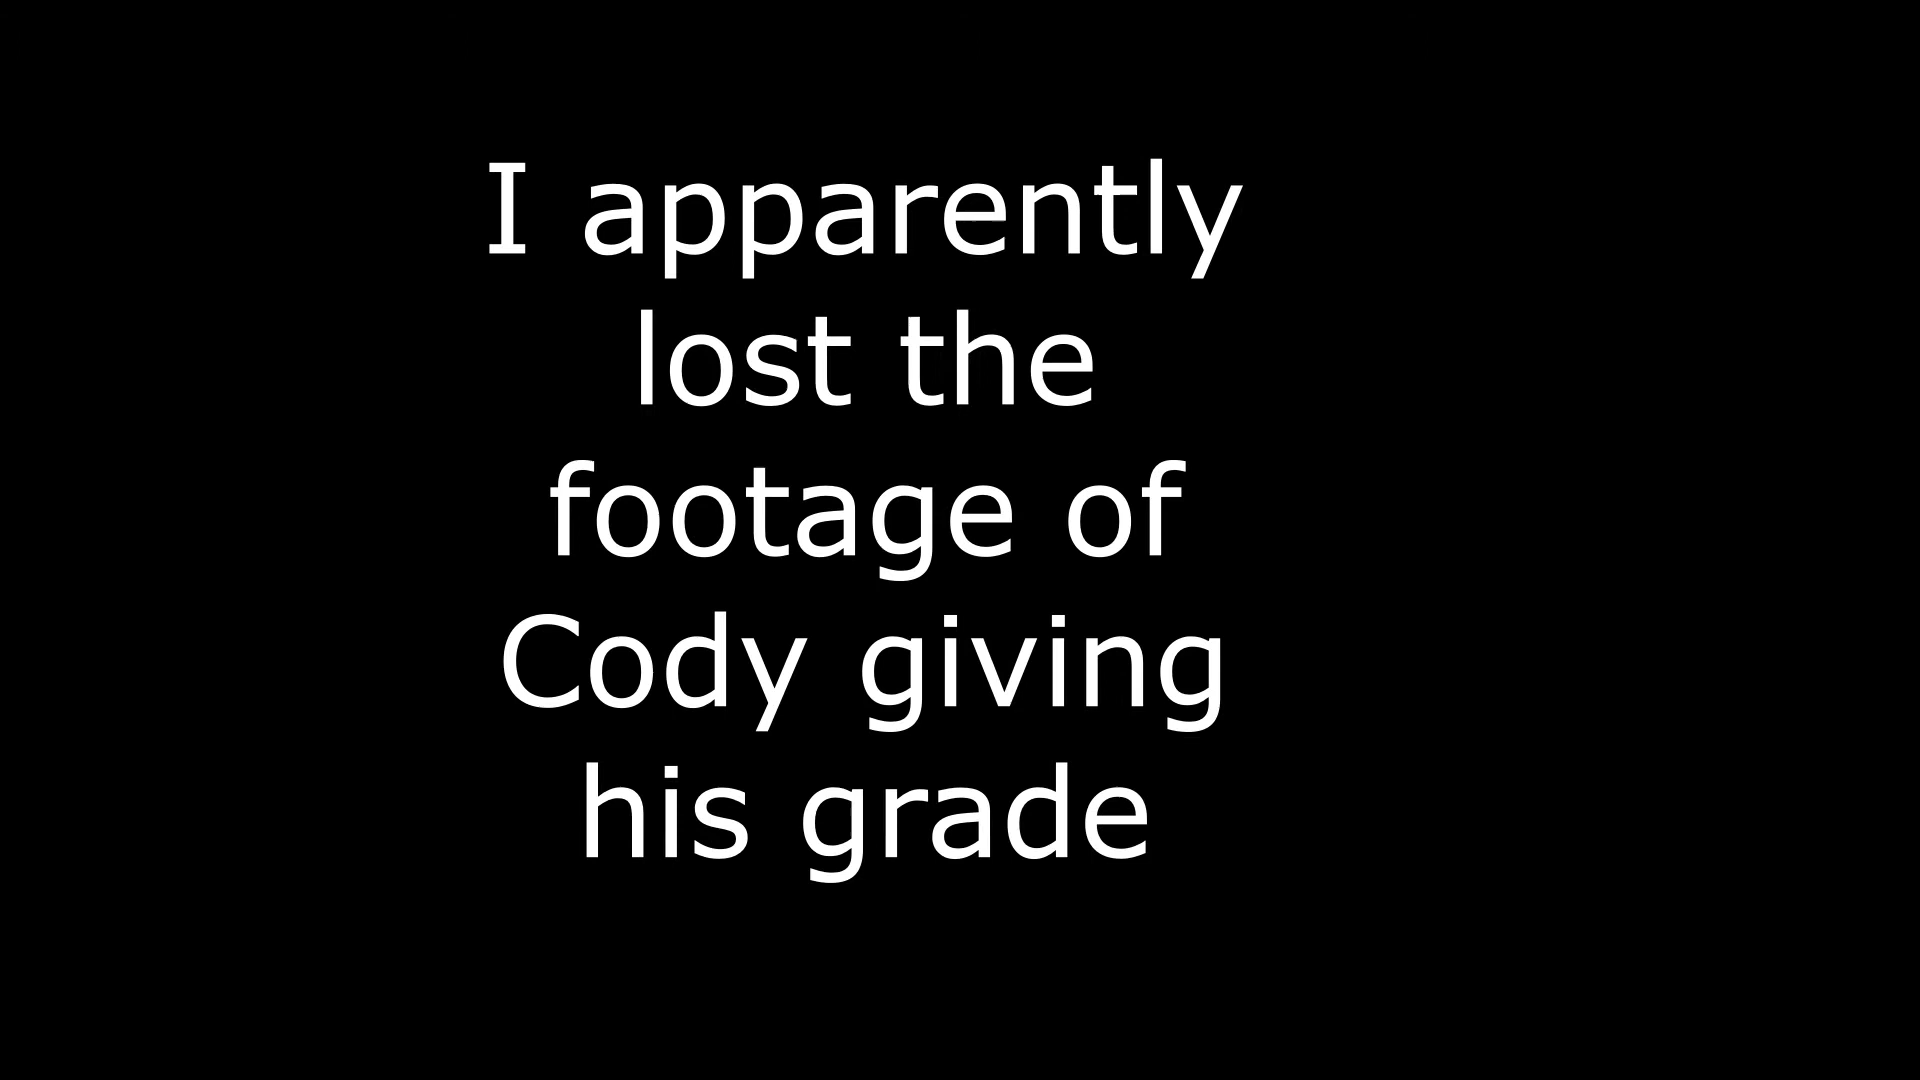 I apparently
lost the
footage of
Cody giving
his grade